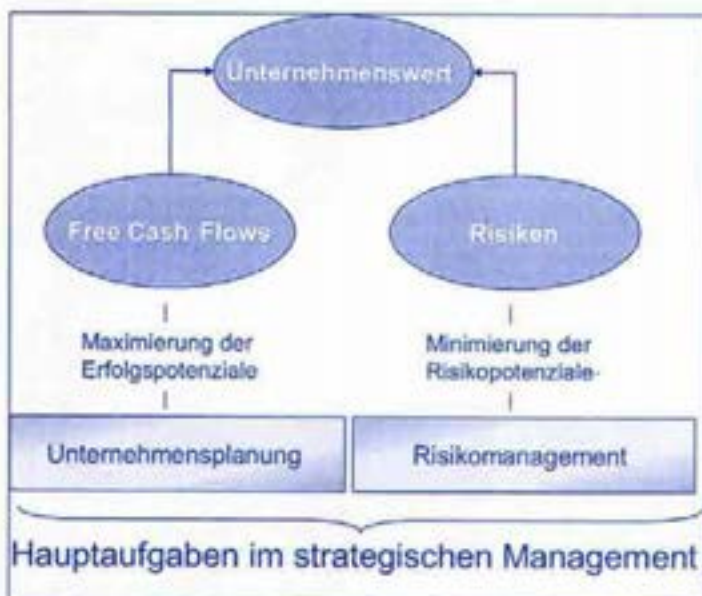 Unternehmenswert
Free Cash Flows
Risiken
Maximierung der
Erfolgspotenziale
Minimierung der
Risikopotenziale
Unternehmensplanung
Risikomanagement
Hauptaufgaben im strategischen Management